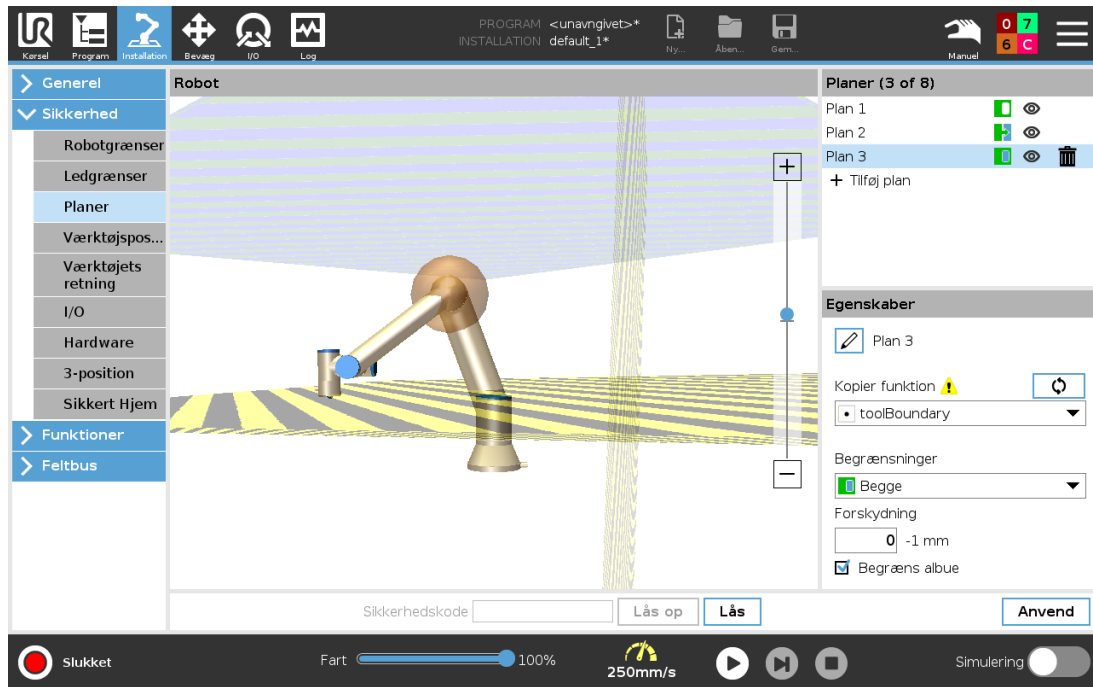 UR
PROGRAM <unavngivet>*
INSTALLATION default_1*
Kørsel Program Installation Bevæg I/O Log Ny... Åben... Gem... Manuel
0 7
6 C
Generel
Sikkerhed
Robotgrænser
Ledgrænser
Planer
Værktøjspos...
Værktøjets
retning
I/O
Hardware
3-position
Sikkert Hjem
Funktioner
Feltbus
Robot
Planer (3 of 8)
Plan 1
Plan 2
Plan 3
+ Tilføj plan
Egenskaber
Plan 3
Kopier funktion
toolBoundary
Begrænsninger
Begge
Forskydning
0 -1 mm
Begræns albue
Sikkerhedskode Lås op Lås Anvend
Slukket Fart 100% 250mm/s Simulering